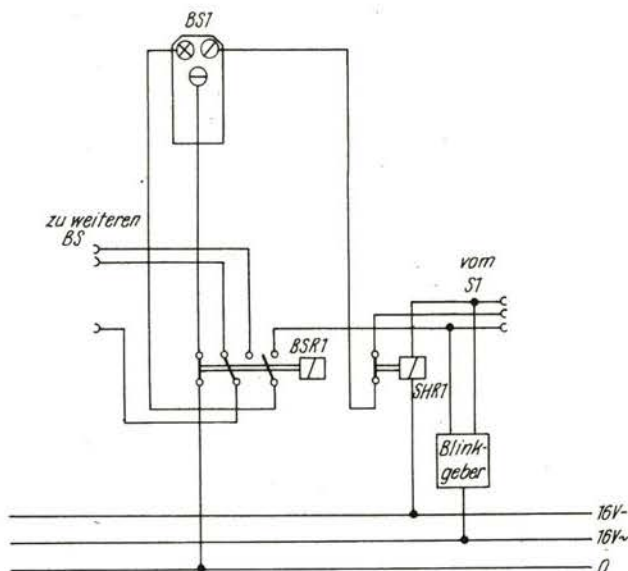 BS1
zu weiteren
BS
vom
S1
BSR1
SHR1
Blink-
geber
16V-
16V~
0